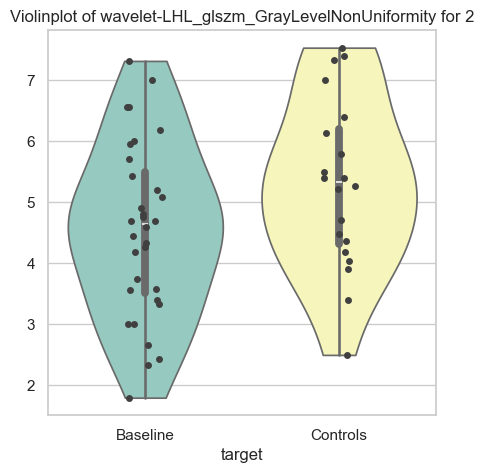 Violinplot of wavelet-LHL_glszm_GrayLevelNonUniformity for 2
7
6
5
4
3
2
Baseline Controls
target